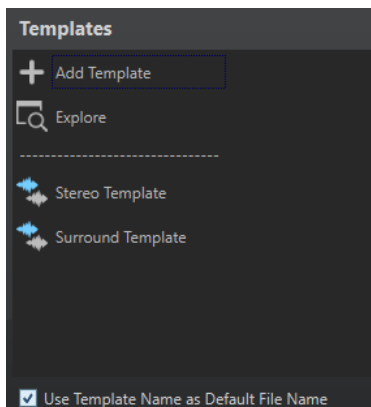 Templates
Add Template
Explore
--------------------------------
Stereo Template
Surround Template
Use Template Name as Default File Name